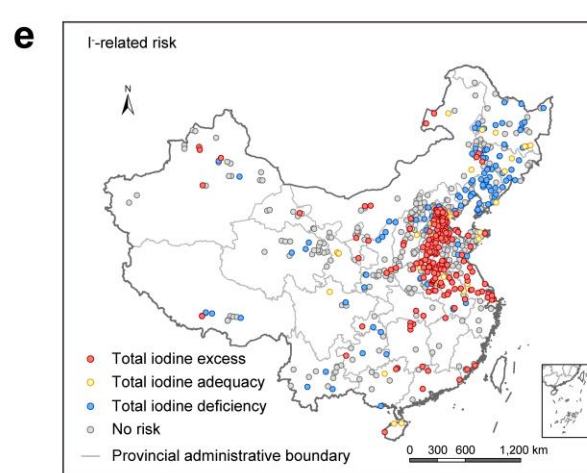 e
I⁻-related risk
N
Total iodine excess
Total iodine adequacy
Total iodine deficiency
No risk
Provincial administrative boundary
0 300 600 1,200 km